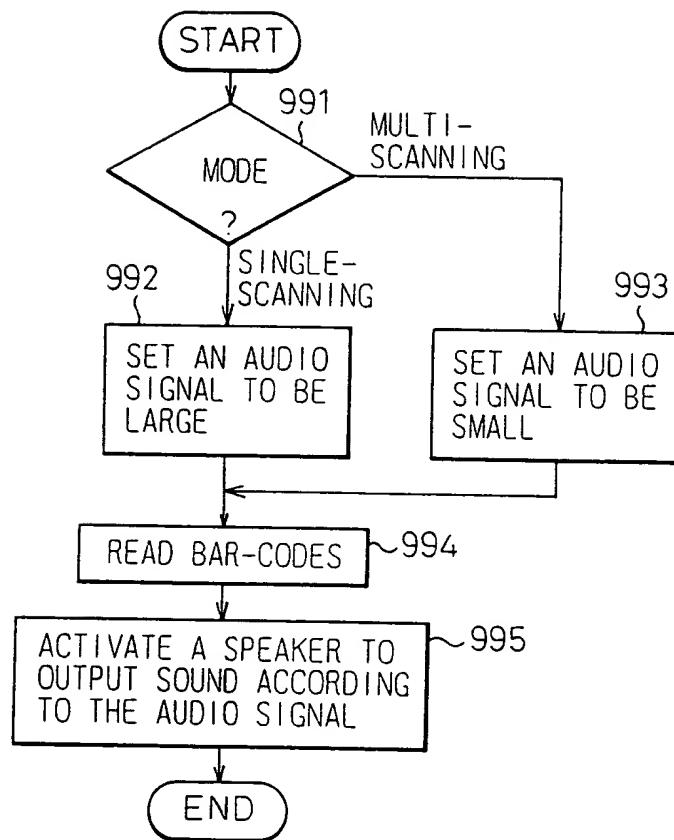 START
991
MODE
?
MULTI-
SCANNING
SINGLE-
SCANNING
992
SET AN AUDIO
SIGNAL TO BE
LARGE
993
SET AN AUDIO
SIGNAL TO BE
SMALL
READ BAR-CODES
994
ACTIVATE A SPEAKER TO
OUTPUT SOUND ACCORDING
TO THE AUDIO SIGNAL
995
END